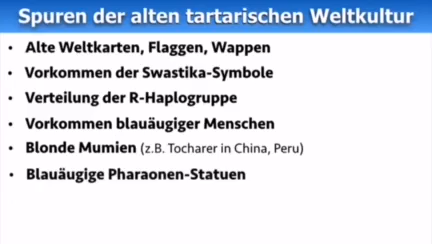 Spuren der alten tartarischen Weltkultur
• Alte Weltkarten, Flaggen, Wappen
• Vorkommen der Swastika-Symbole
• Verteilung der R-Haplogruppe
• Vorkommen blauäugiger Menschen
• Blonde Mumien (z.B. Tocharer in China, Peru)
• Blauäugige Pharaonen-Statuen